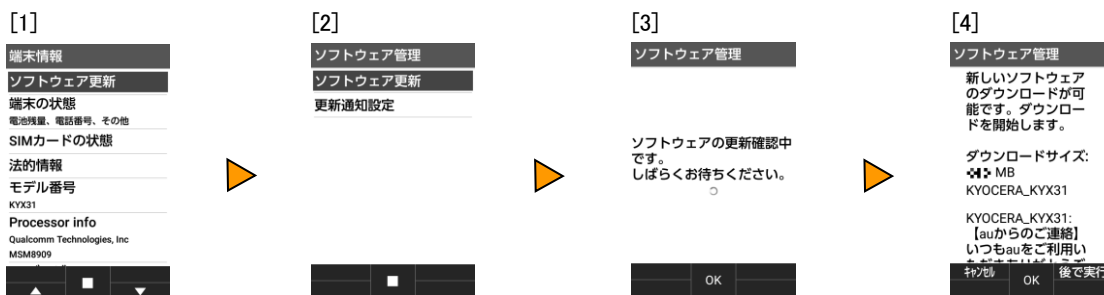 [1]
端末情報
ソフトウェア更新
端末の状態
電池残量、電話番号、その他
SIMカードの状態
法的情報
モデル番号
KYX31
Processor info
Qualcomm Technologies, Inc
MSM8909
[2]
ソフトウェア管理
ソフトウェア更新
更新通知設定
[3]
ソフトウェア管理
ソフトウェアの更新確認中
です。
しばらくお待ちください。
OK
[4]
ソフトウェア管理
新しいソフトウェア
のダウンロードが可
能です。ダウンロー
ドを開始します。
ダウンロードサイズ:
MB
KYOCERA_KYX31
KYOCERA_KYX31:
【auからのご連絡】
いつもauをご利用い
キャンセル
OK
後で実行